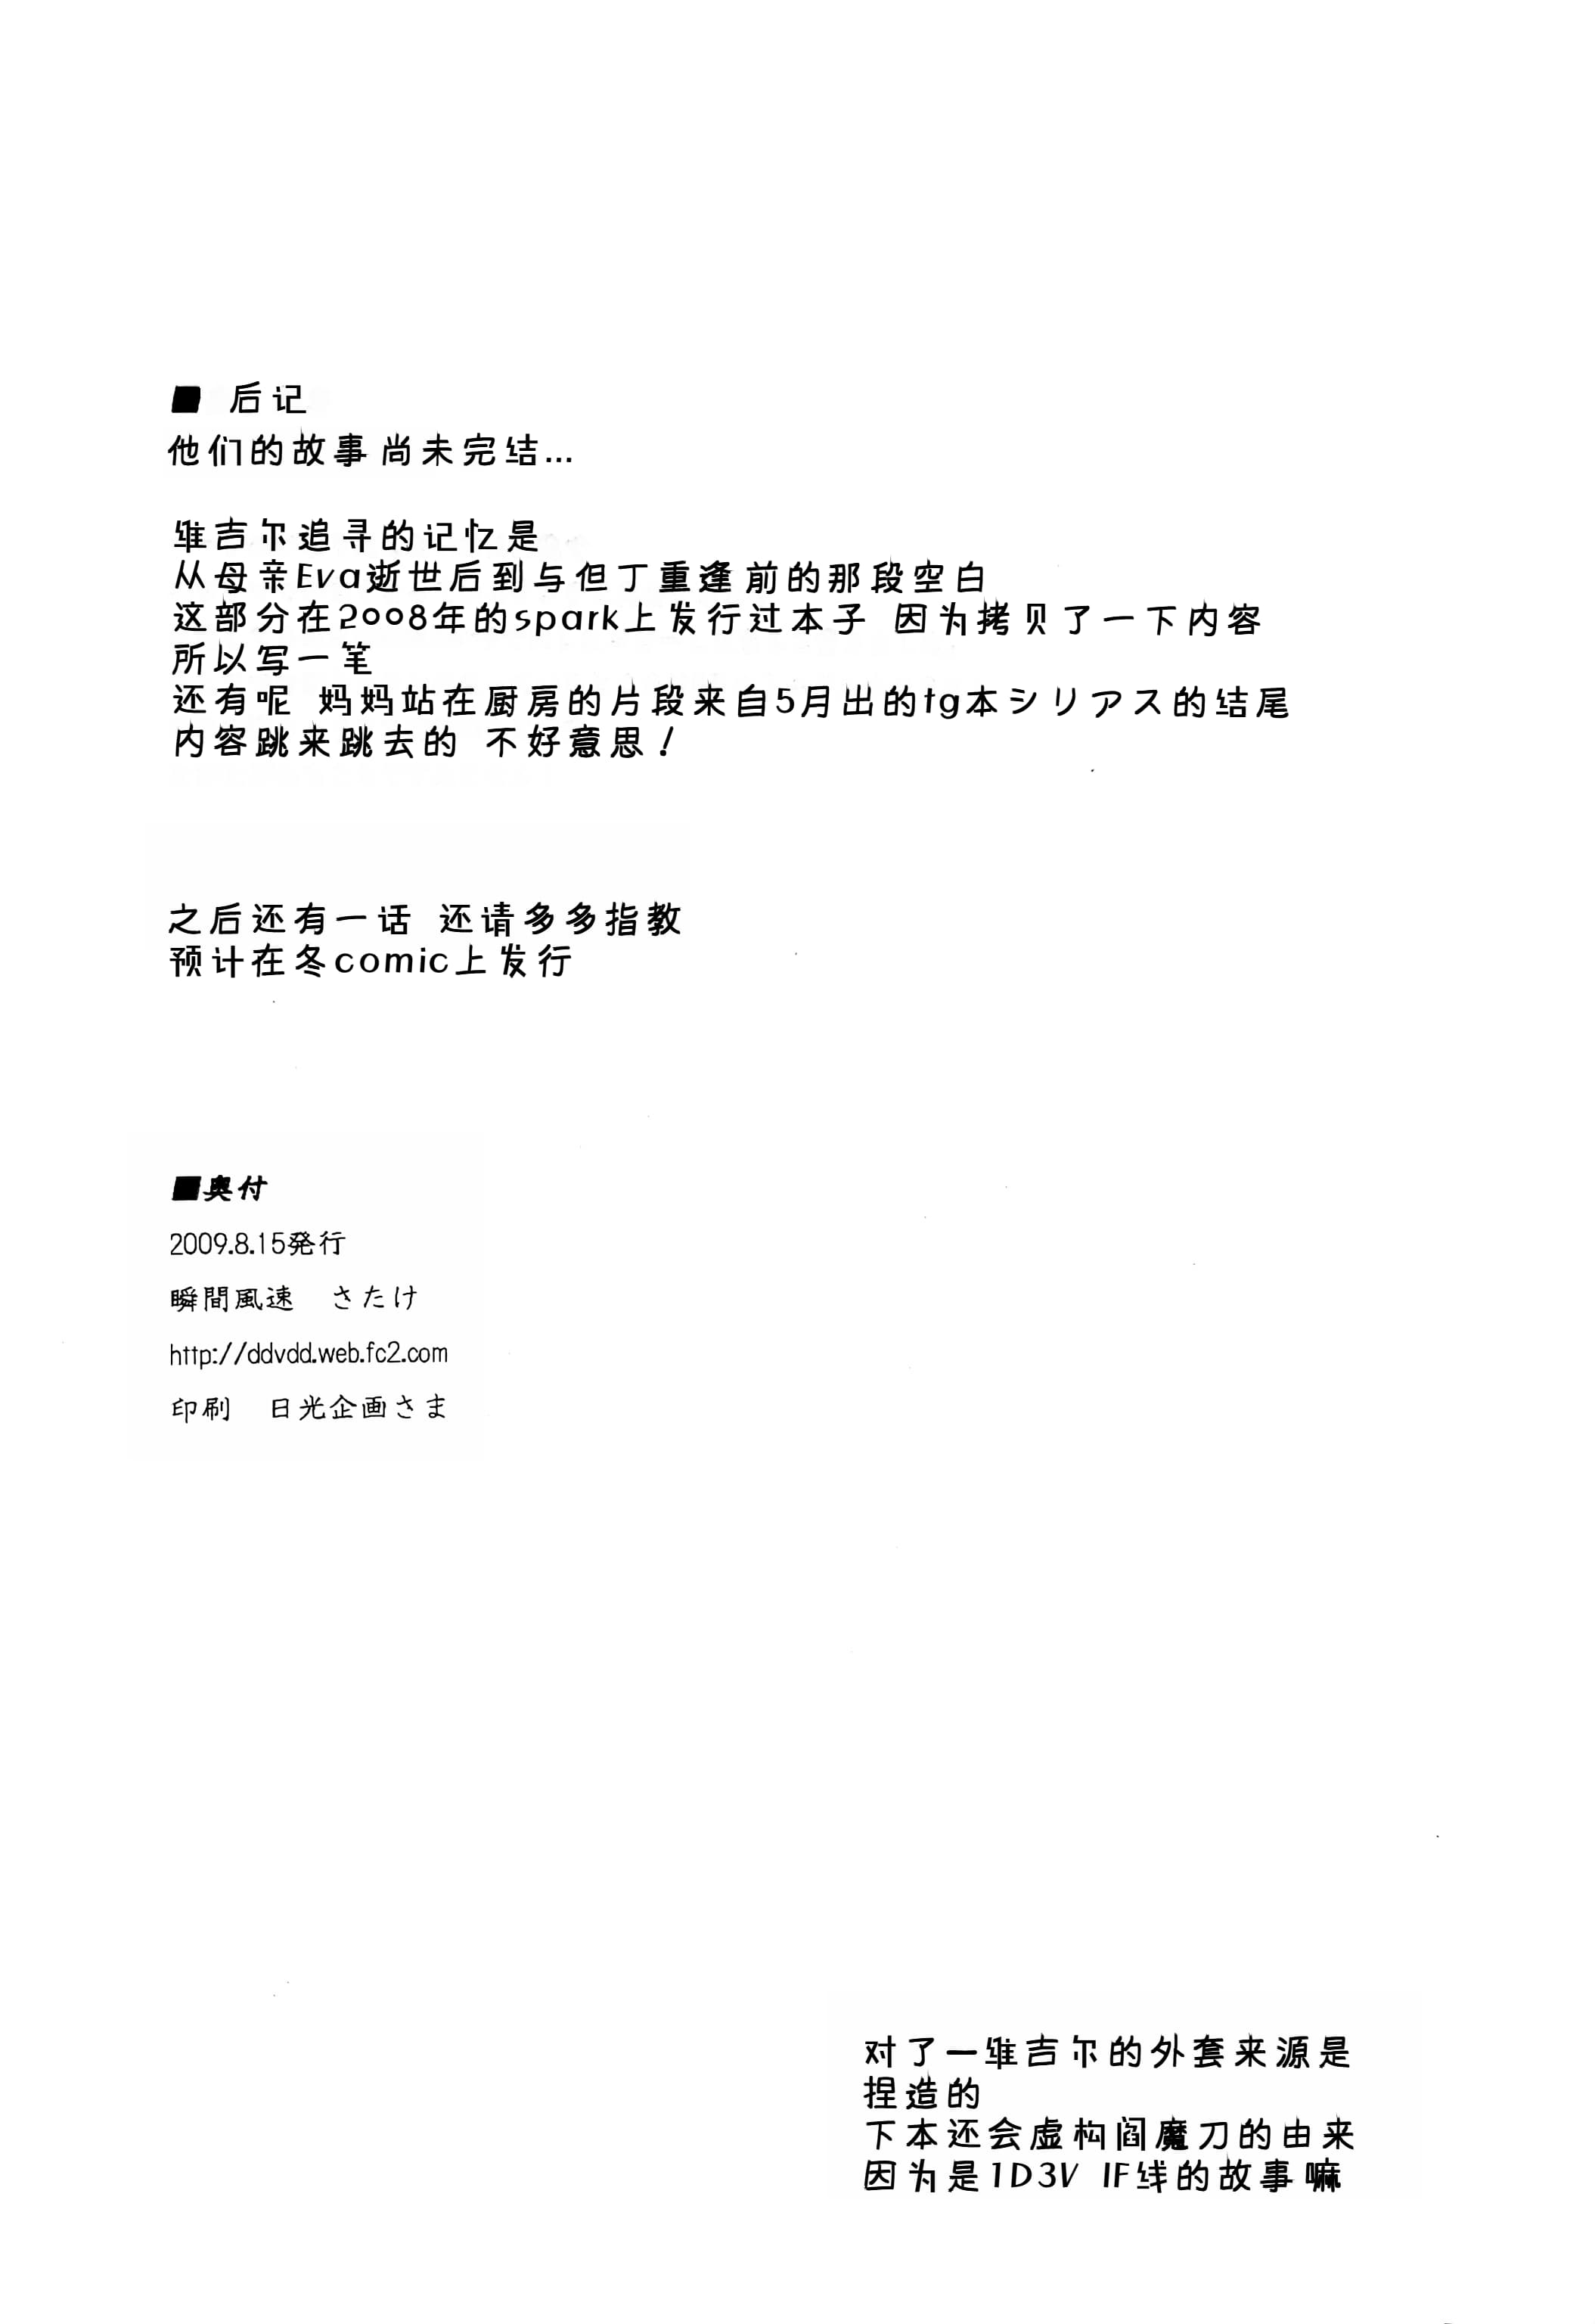 ■ 后记
他们的故事尚未完结...
维吉尔追寻的记忆是
从母亲Eva逝世后到与但丁重逢前的那段空白
这部分在2008年的spark上发行过本子 因为拷贝了一下内容
所以写一笔
还有呢 妈妈站在厨房的片段来自5月出的tg本シリアス的结尾
内容跳来跳去的 不好意思!
之后还有一话 还请多多指教
预计在冬comic上发行
■奥付
2009.8.15発行
瞬間風速 さたけ
http://ddvdd.web.fc2.com
印刷 日光企画さま
对了一维吉尔的外套来源是
捏造的
下本还会虚构阎魔刀的由来
因为是1D3V IF线的故事嘛